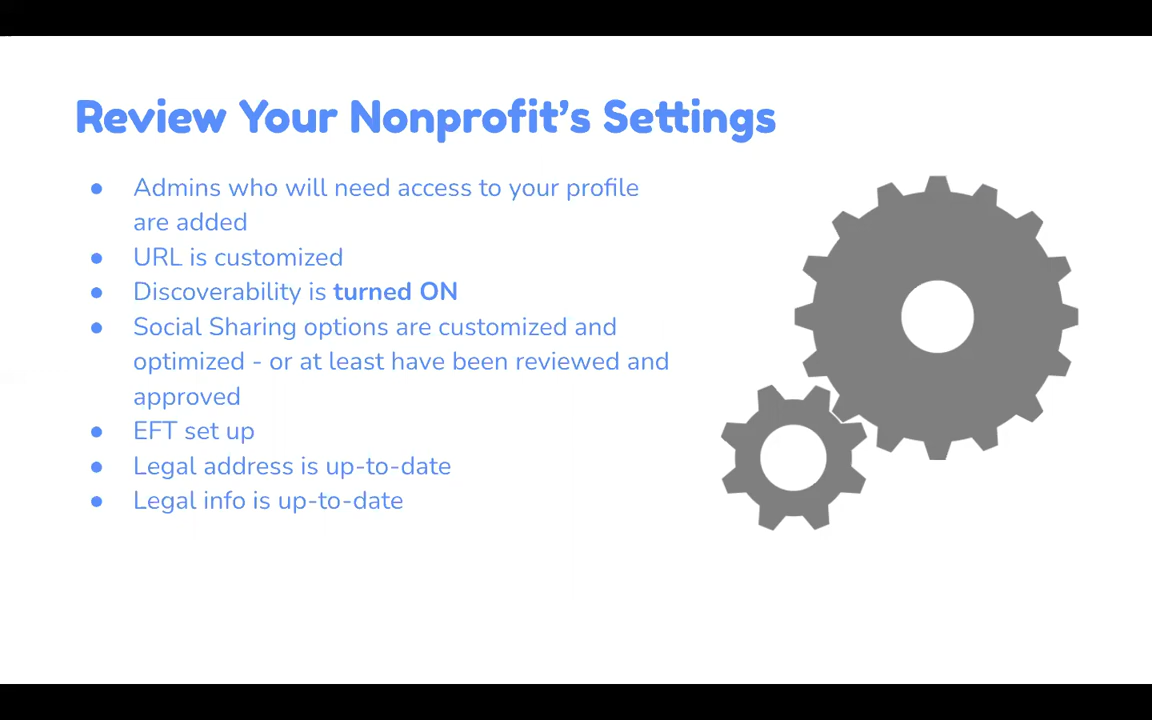 Review Your Nonprofit’s Settings
● Admins who will need access to your profile
are added
● URL is customized
● Discoverability is turned ON
● Social Sharing options are customized and
optimized - or at least have been reviewed and
approved
● EFT set up
● Legal address is up-to-date
● Legal info is up-to-date